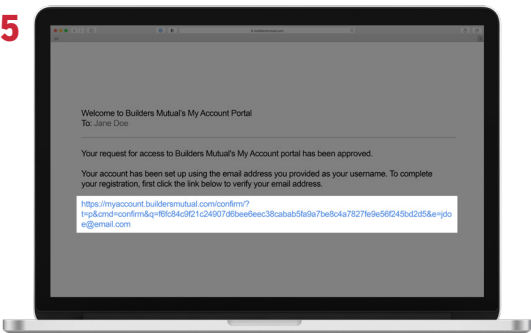 5
buildersmutual.com
Welcome to Builders Mutual's My Account Portal
To: Jane Doe
Your request for access to Builders Mutual's My Account portal has been approved.
Your account has been set up using the email address you provided as your username. To complete
your registration, first click the link below to verify your email address.
https://myaccount.buildersmutual.com/confirm/?
t=p&cmd=confirm&q=f6fc84c9f21c24907d6bee6eec38cabab5fa9a7be8c4a7827fe9e56f245bd2d5&e=jdo
e@email.com